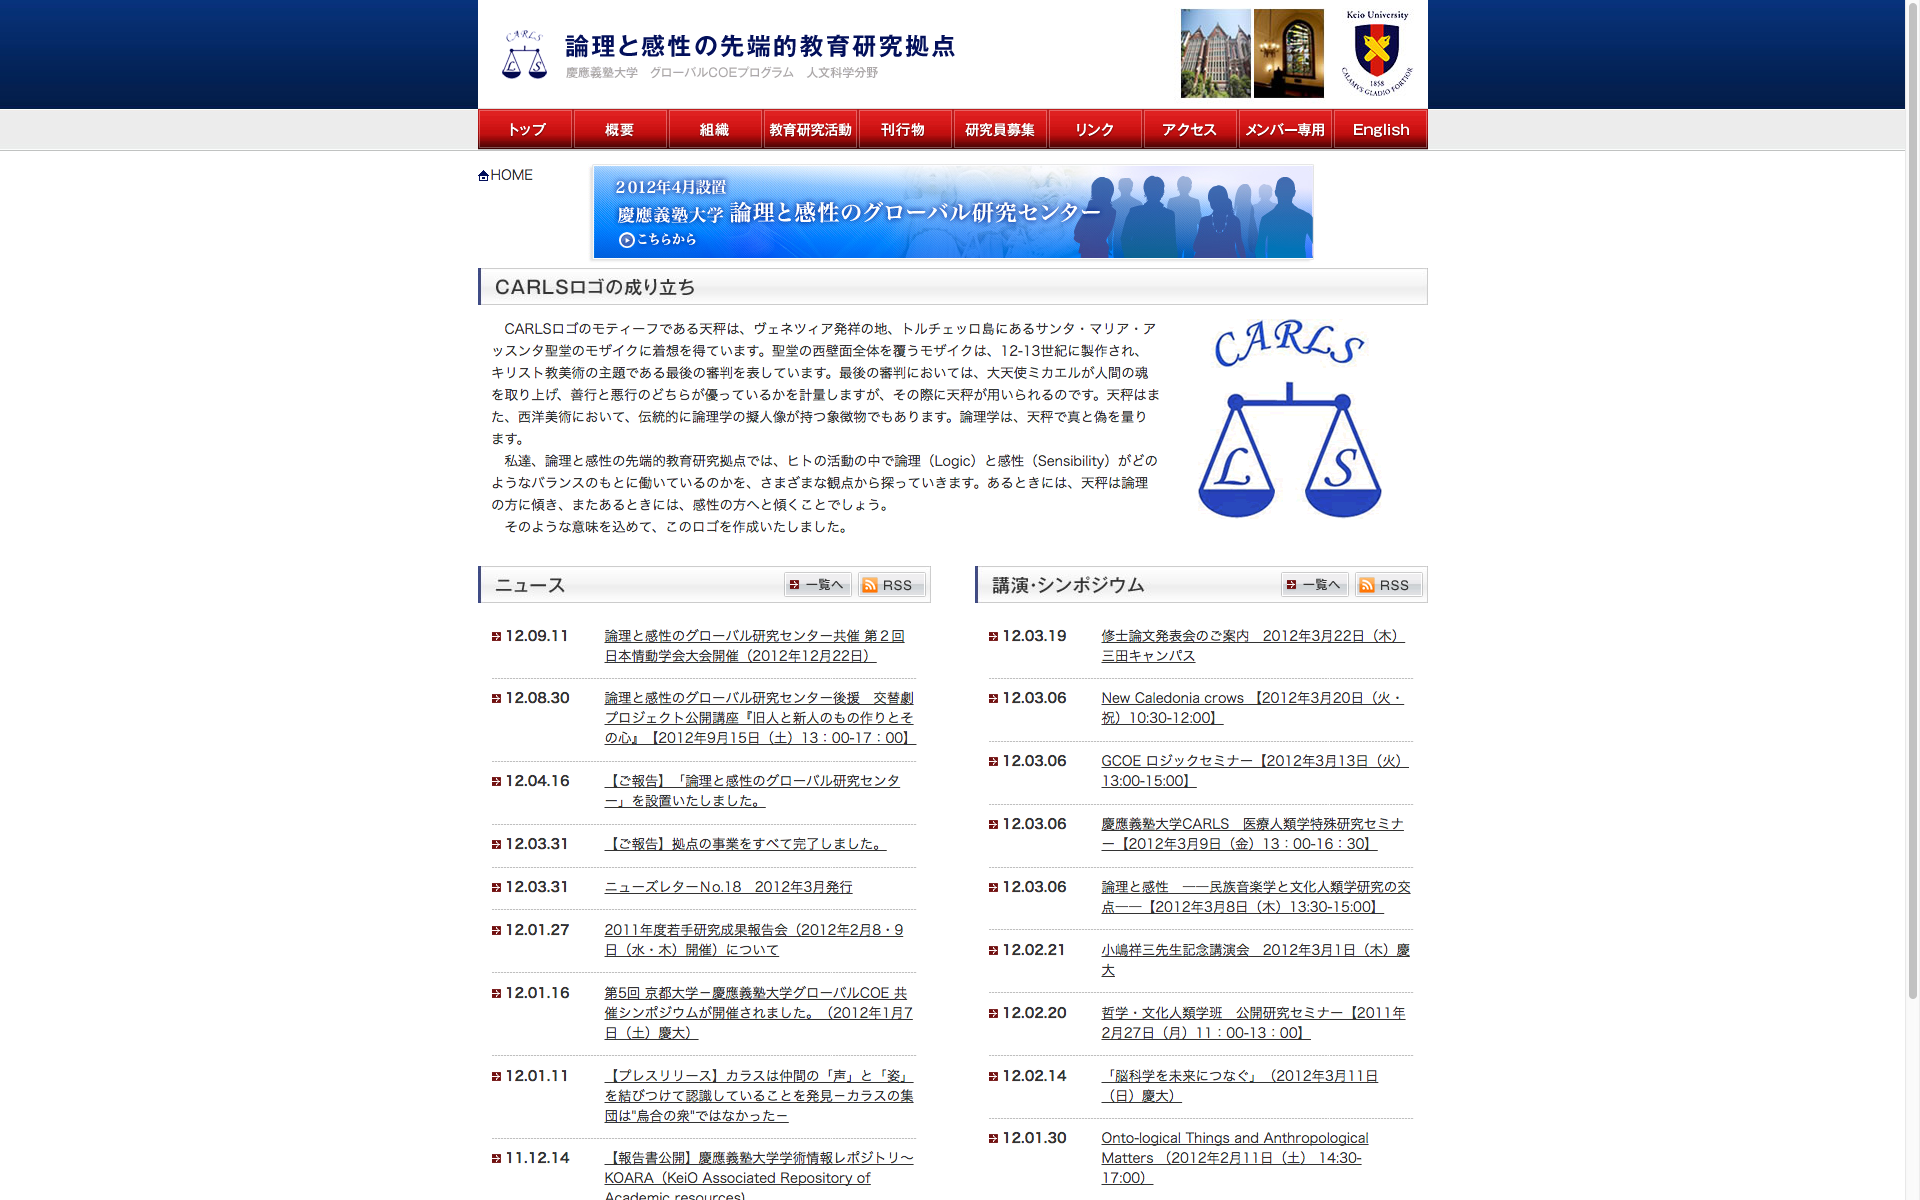 CARLS
L S
論理と感性の先端的教育研究拠点
慶應義塾大学　グローバルCOEプログラム　人文科学分野
Keio University
1858
CALAMVS GLADIO FORTIOR
トップ 概要 組織 教育研究活動 刊行物 研究員募集 リンク アクセス メンバー専用 English
HOME
2012年4月設置
慶應義塾大学 論理と感性のグローバル研究センター
こちらから
CARLSロゴの成り立ち
　CARLSロゴのモティーフである天秤は、ヴェネツィア発祥の地、トルチェッロ島にあるサンタ・マリア・ア
ッスンタ聖堂のモザイクに着想を得ています。聖堂の西壁面全体を覆うモザイクは、12-13世紀に製作され、
キリスト教美術の主題である最後の審判を表しています。最後の審判においては、大天使ミカエルが人間の魂
を取り上げ、善行と悪行のどちらが優っているかを計量しますが、その際に天秤が用いられるのです。天秤はま
た、西洋美術において、伝統的に論理学の擬人像が持つ象徴物でもあります。論理学は、天秤で真と偽を量り
ます。
　私達、論理と感性の先端的教育研究拠点では、ヒトの活動の中で論理（Logic）と感性（Sensibility）がどの
ようなバランスのもとに働いているのかを、さまざまな観点から探っていきます。あるときには、天秤は論理
の方に傾き、またあるときには、感性の方へと傾くことでしょう。
　そのような意味を込めて、このロゴを作成いたしました。
CARLS
L S
ニュース 一覧へ RSS
12.09.11 論理と感性のグローバル研究センター共催 第２回
日本情動学会大会開催（2012年12月22日）
12.08.30 論理と感性のグローバル研究センター後援　交替劇
プロジェクト公開講座『旧人と新人のもの作りとそ
の心』【2012年9月15日（土）13：00-17：00】
12.04.16 【ご報告】「論理と感性のグローバル研究センタ
ー」を設置いたしました。
12.03.31 【ご報告】拠点の事業をすべて完了しました。
12.03.31 ニューズレターNo.18　2012年3月発行
12.01.27 2011年度若手研究成果報告会（2012年2月8・9
日（水・木）開催）について
12.01.16 第5回 京都大学－慶應義塾大学グローバルCOE 共
催シンポジウムが開催されました。（2012年1月7
日（土）慶大）
12.01.11 【プレスリリース】カラスは仲間の「声」と「姿」
を結びつけて認識していることを発見－カラスの集
団は"烏合の衆"ではなかった－
11.12.14 【報告書公開】慶應義塾大学学術情報レポジトリ～
KOARA（KeiO Associated Repository of
Academic resources)
講演･シンポジウム 一覧へ RSS
12.03.19 修士論文発表会のご案内　2012年3月22日（木）
三田キャンパス
12.03.06 New Caledonia crows 【2012年3月20日（火・
祝）10:30-12:00】
12.03.06 GCOE ロジックセミナー【2012年3月13日（火）
13:00-15:00】
12.03.06 慶應義塾大学CARLS　医療人類学特殊研究セミナ
ー【2012年3月9日（金）13：00-16：30】
12.03.06 論理と感性　――民族音楽学と文化人類学研究の交
点――【2012年3月8日（木）13:30-15:00】
12.02.21 小嶋祥三先生記念講演会　2012年3月1日（木）慶
大
12.02.20 哲学・文化人類学班　公開研究セミナー【2011年
2月27日（月）11：00-13：00】
12.02.14 「脳科学を未来につなぐ」（2012年3月11日
（日）慶大）
12.01.30 Onto-logical Things and Anthropological
Matters （2012年2月11日（土） 14:30-
17:00）